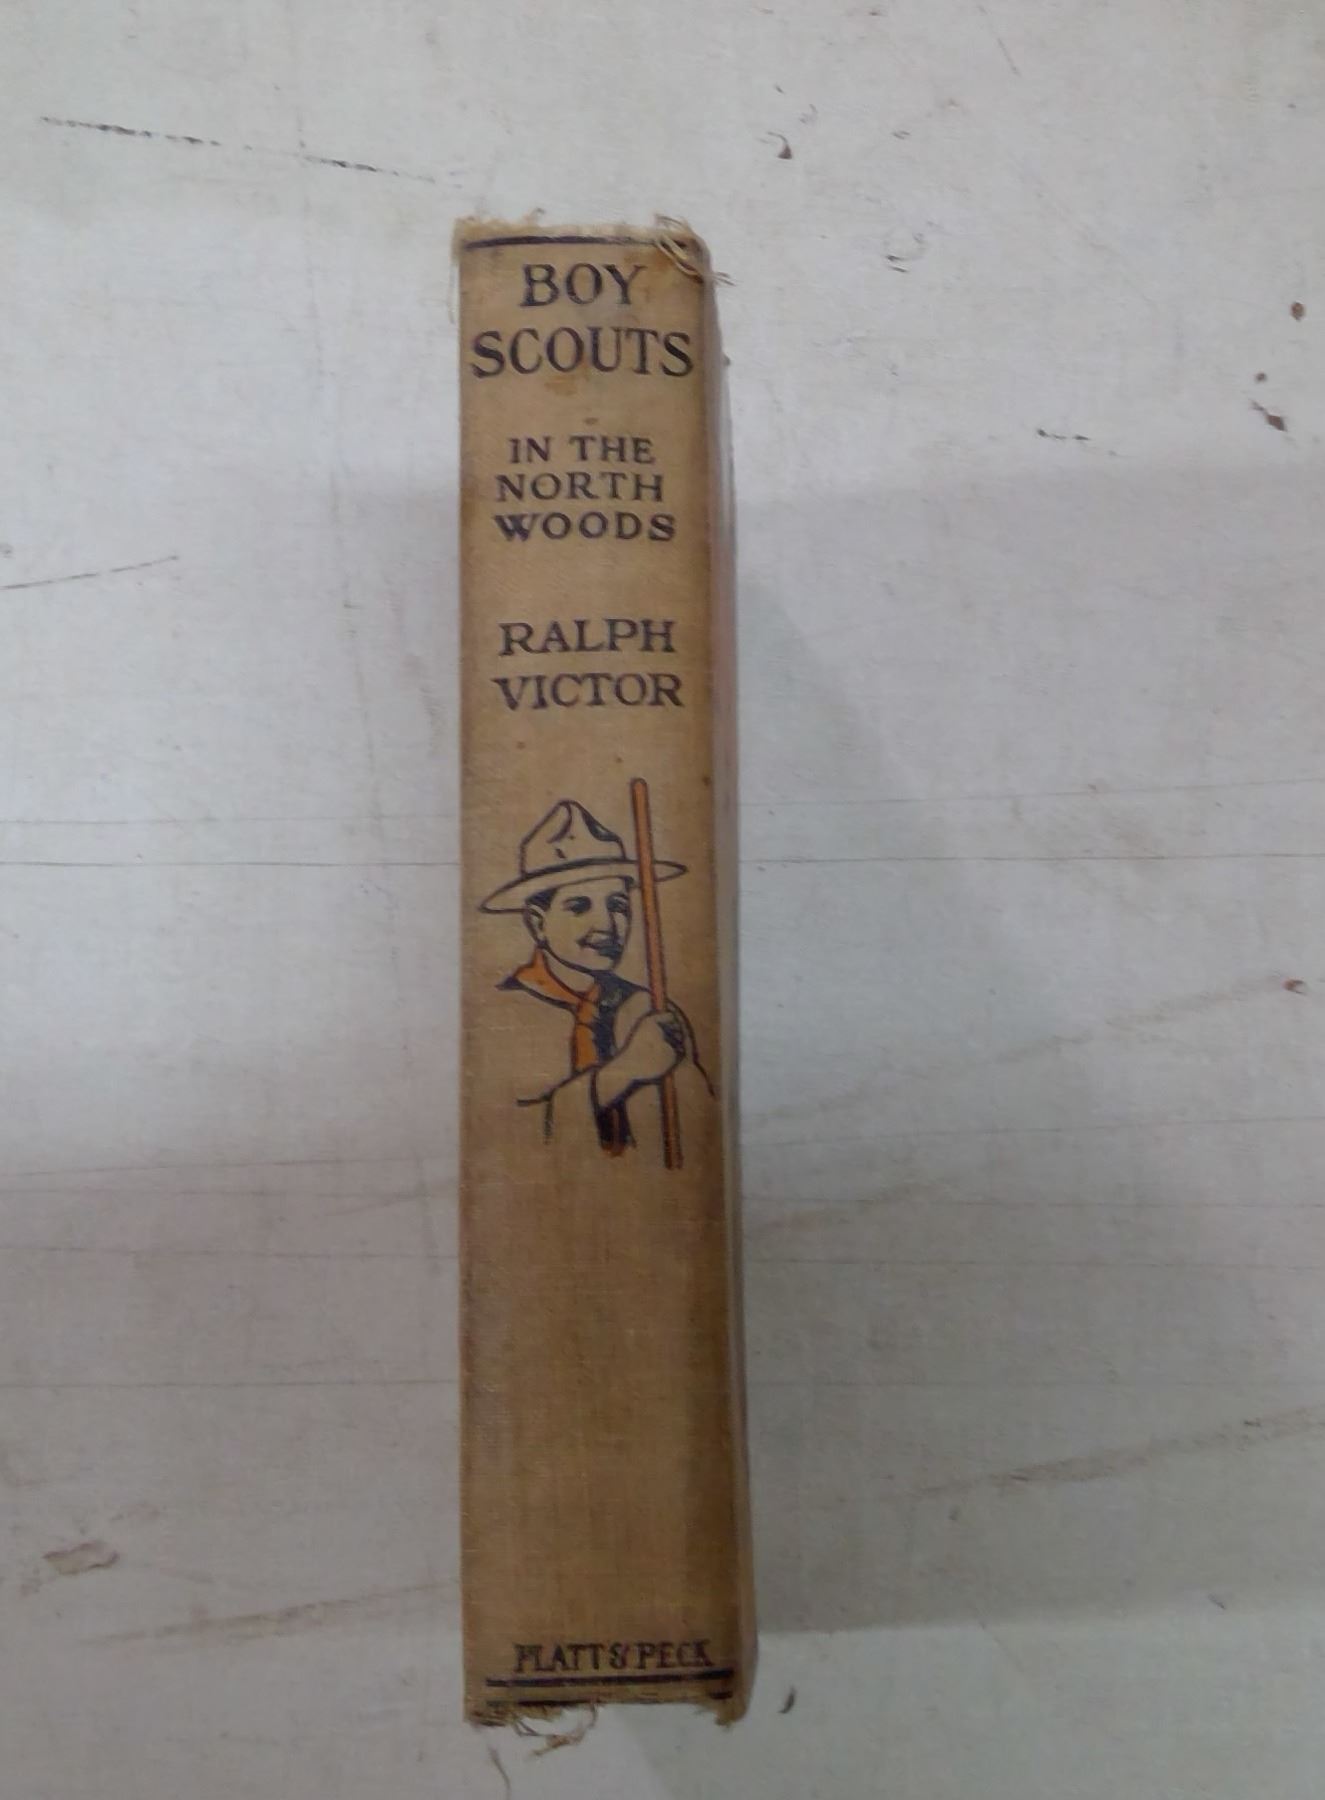 BOY
SCOUTS
IN THE
NORTH
WOODS
RALPH
VICTOR
PLATT & PECK